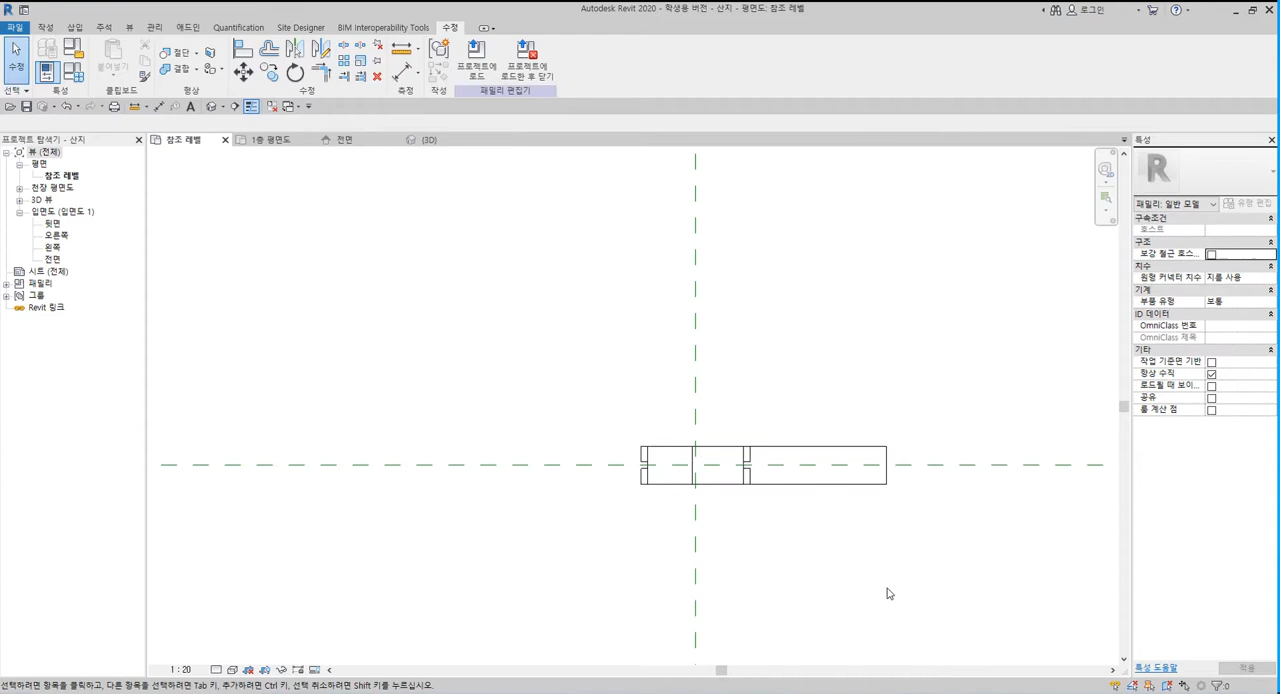 Autodesk Revit 2020 - 학생용 버전 - 산지 - 평면도: 참조 레벨
로그인
파일 작성 삽입 주석 뷰 관리 애드인 Quantification Site Designer BIM Interoperability Tools 수정
수정
붙여넣기
절단
결합
프로젝트에
로드
프로젝트에
로드한 후 닫기
선택 특성 클립보드 형상 수정 측정 작성 패밀리 편집기
프로젝트 탐색기 - 산지
참조 레벨 1층 평면도 전면 (3D)
특성
뷰 (전체)
평면
참조 레벨
천장 평면도
3D 뷰
입면도 (입면도 1)
뒷면
오른쪽
왼쪽
전면
시트 (전체)
패밀리
그룹
Revit 링크
패밀리: 일반 모델 유형 편집
구속조건
호스트
구조
보강 철근 호스...
치수
원형 커넥터 치수 지름 사용
기계
부품 유형 보통
ID 데이터
OmniClass 번호
OmniClass 제목
기타
작업 기준면 기반
항상 수직
로드될 때 보이...
공유
룸 계산 점
특성 도움말 적용
1 : 20
선택하려면 항목을 클릭하고, 다른 항목을 선택하려면 Tab 키, 추가하려면 Ctrl 키, 선택 취소하려면 Shift 키를 누르십시오.
:0